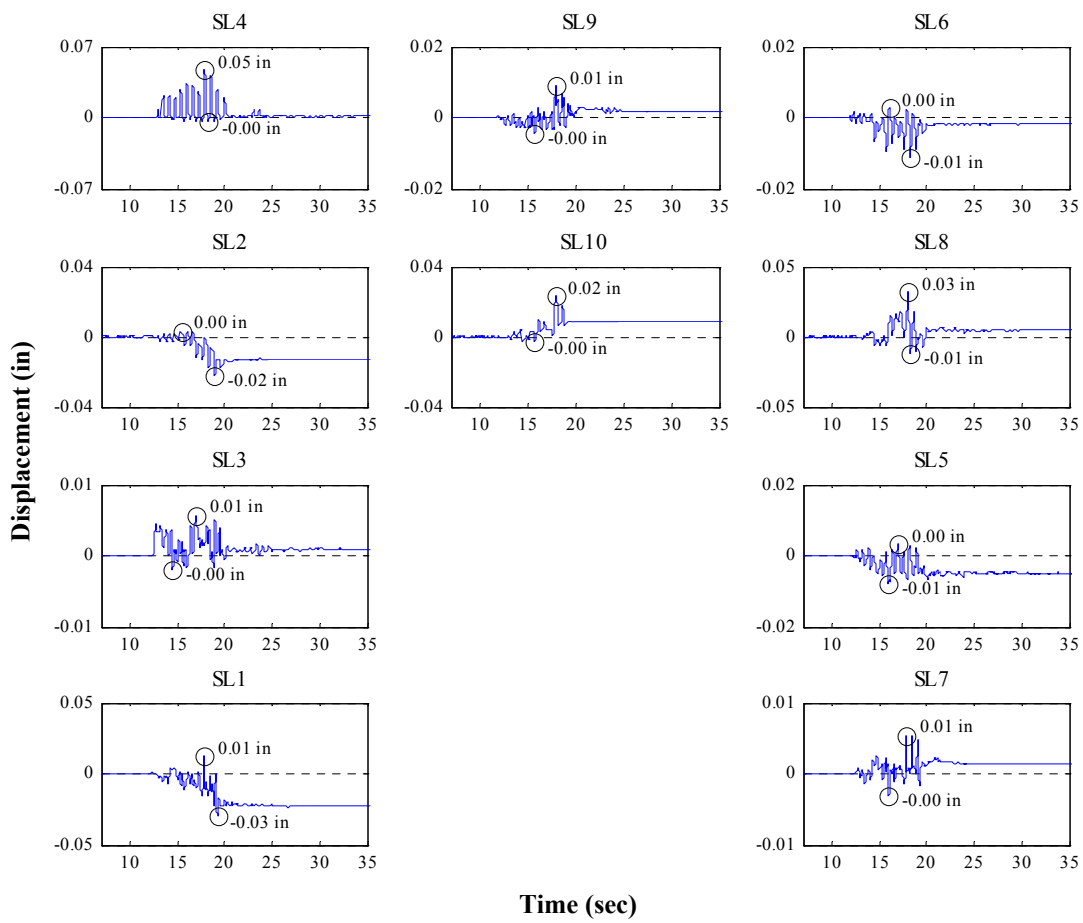 SL4 SL9 SL6
0.07 0.02 0.02
0.05 in 0.01 in 0.00 in
0 0 0
-0.00 in -0.00 in -0.01 in
-0.07 -0.02 -0.02
10 15 20 25 30 35 10 15 20 25 30 35 10 15 20 25 30 35
SL2 SL10 SL8
0.04 0.04 0.05
0.00 in 0.02 in 0.03 in
0 0 0
-0.02 in -0.00 in -0.01 in
-0.04 -0.04 -0.05
10 15 20 25 30 35 10 15 20 25 30 35 10 15 20 25 30 35
Displacement (in)
SL3 SL5
0.01 0.02
0.01 in 0.00 in
0 0
-0.00 in -0.01 in
-0.01 -0.02
10 15 20 25 30 35 10 15 20 25 30 35
SL1 SL7
0.05 0.01
0.01 in 0.01 in
0 0
-0.03 in -0.00 in
-0.05 -0.01
10 15 20 25 30 35 10 15 20 25 30 35
Time (sec)